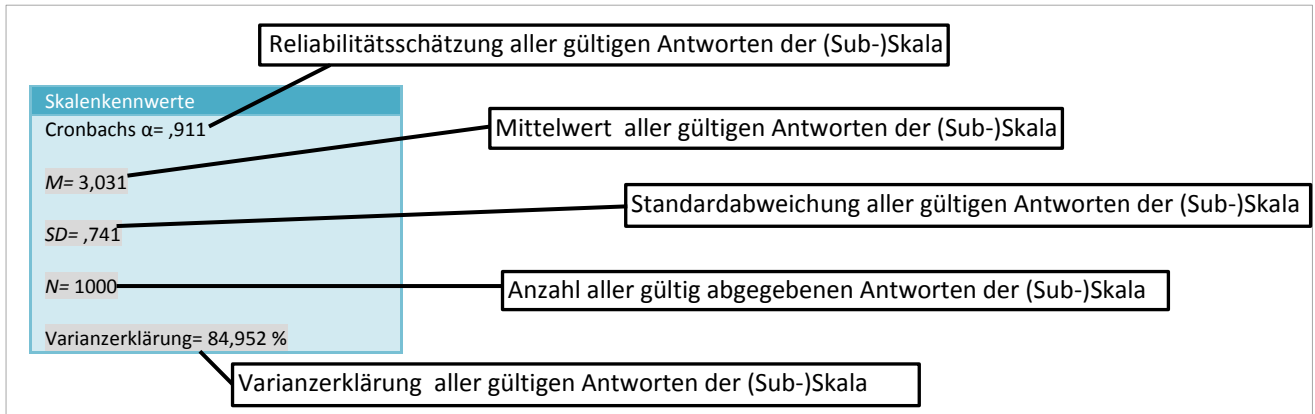 Reliabilitätsschätzung aller gültigen Antworten der (Sub-)Skala
Skalenkennwerte
Cronbachs α= ,911
Mittelwert aller gültigen Antworten der (Sub-)Skala
M= 3,031
Standardabweichung aller gültigen Antworten der (Sub-)Skala
SD= ,741
N= 1000
Anzahl aller gültig abgegebenen Antworten der (Sub-)Skala
Varianzerklärung= 84,952 %
Varianzerklärung aller gültigen Antworten der (Sub-)Skala